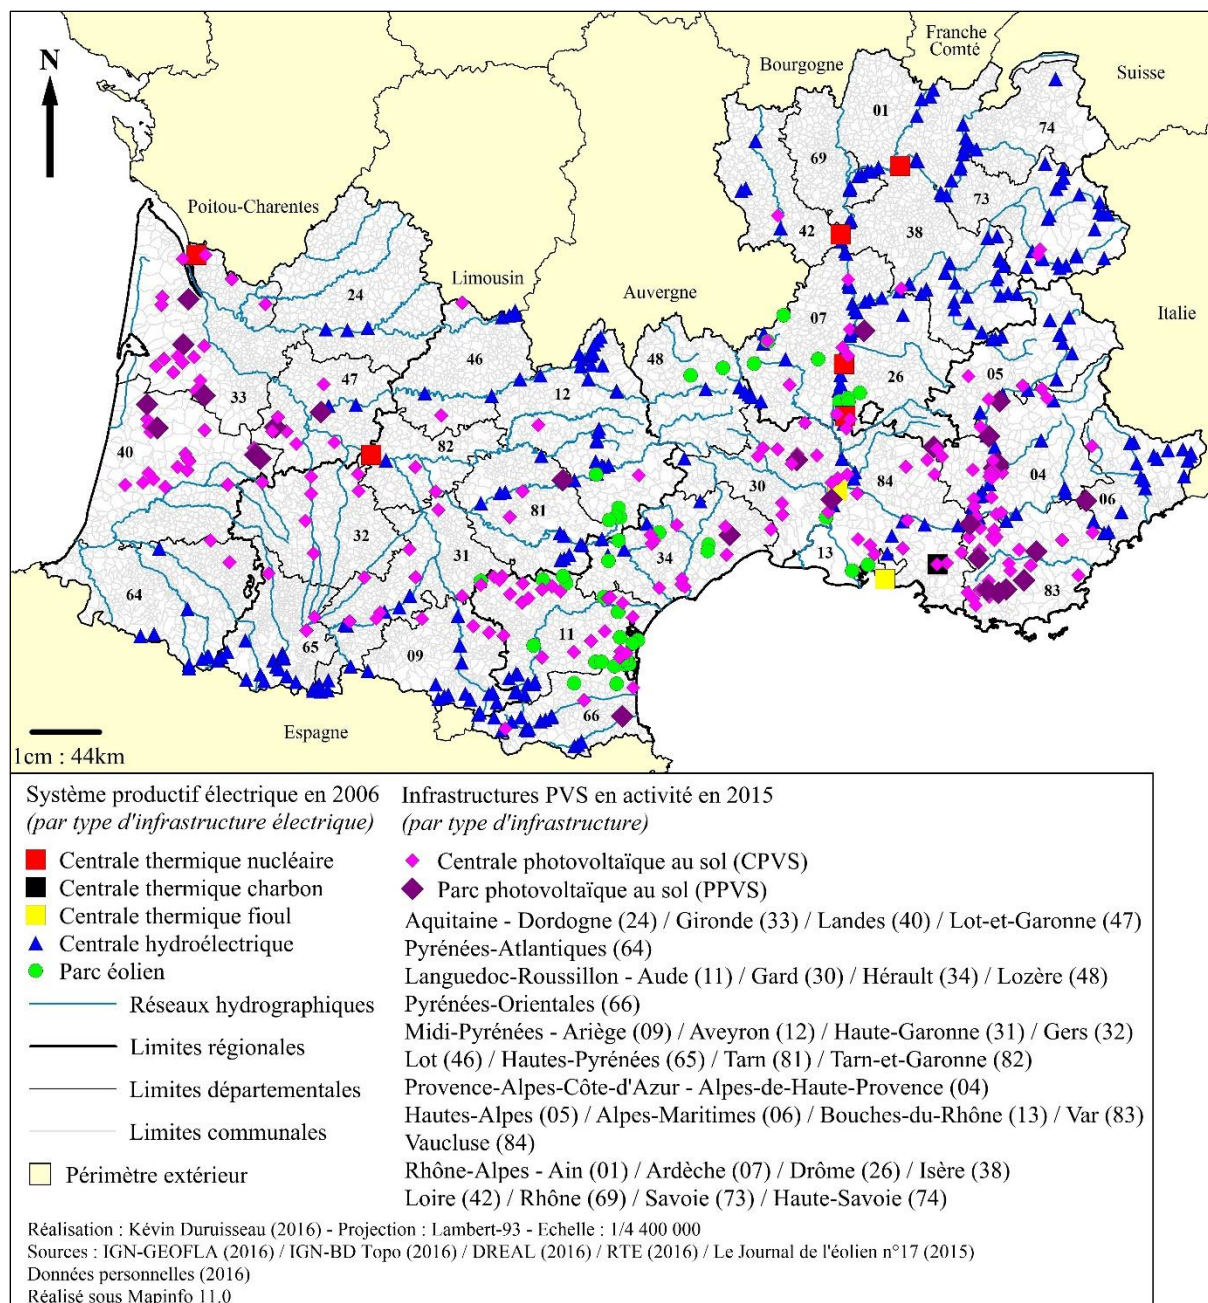 Franche
Comté
N
Bourgogne
Suisse
01
74
69
73
Poitou-Charentes
42
38
24
Limousin
Auvergne
Italie
07
46
48
05
47
12
26
33
40
82
04
30
84
06
81
32
34
31
13
64
83
11
65
09
66
Espagne
1cm : 44km
Système productif électrique en 2006
(par type d'infrastructure électrique)
Centrale thermique nucléaire
Centrale thermique charbon
Centrale thermique fioul
Centrale hydroélectrique
Parc éolien
Réseaux hydrographiques
Limites régionales
Limites départementales
Limites communales
Périmètre extérieur
Infrastructures PVS en activité en 2015
(par type d'infrastructure)
Centrale photovoltaïque au sol (CPVS)
Parc photovoltaïque au sol (PPVS)
Aquitaine - Dordogne (24) / Gironde (33) / Landes (40) / Lot-et-Garonne (47)
Pyrénées-Atlantiques (64)
Languedoc-Roussillon - Aude (11) / Gard (30) / Hérault (34) / Lozère (48)
Pyrénées-Orientales (66)
Midi-Pyrénées - Ariège (09) / Aveyron (12) / Haute-Garonne (31) / Gers (32)
Lot (46) / Hautes-Pyrénées (65) / Tarn (81) / Tarn-et-Garonne (82)
Provence-Alpes-Côte-d'Azur - Alpes-de-Haute-Provence (04)
Hautes-Alpes (05) / Alpes-Maritimes (06) / Bouches-du-Rhône (13) / Var (83)
Vaucluse (84)
Rhône-Alpes - Ain (01) / Ardèche (07) / Drôme (26) / Isère (38)
Loire (42) / Rhône (69) / Savoie (73) / Haute-Savoie (74)
Réalisation : Kévin Duruisseau (2016) - Projection : Lambert-93 - Echelle : 1/4 400 000
Sources : IGN-GEOFLA (2016) / IGN-BD Topo (2016) / DREAL (2016) / RTE (2016) / Le Journal de l'éolien n°17 (2015)
Données personnelles (2016)
Réalisé sous Mapinfo 11.0